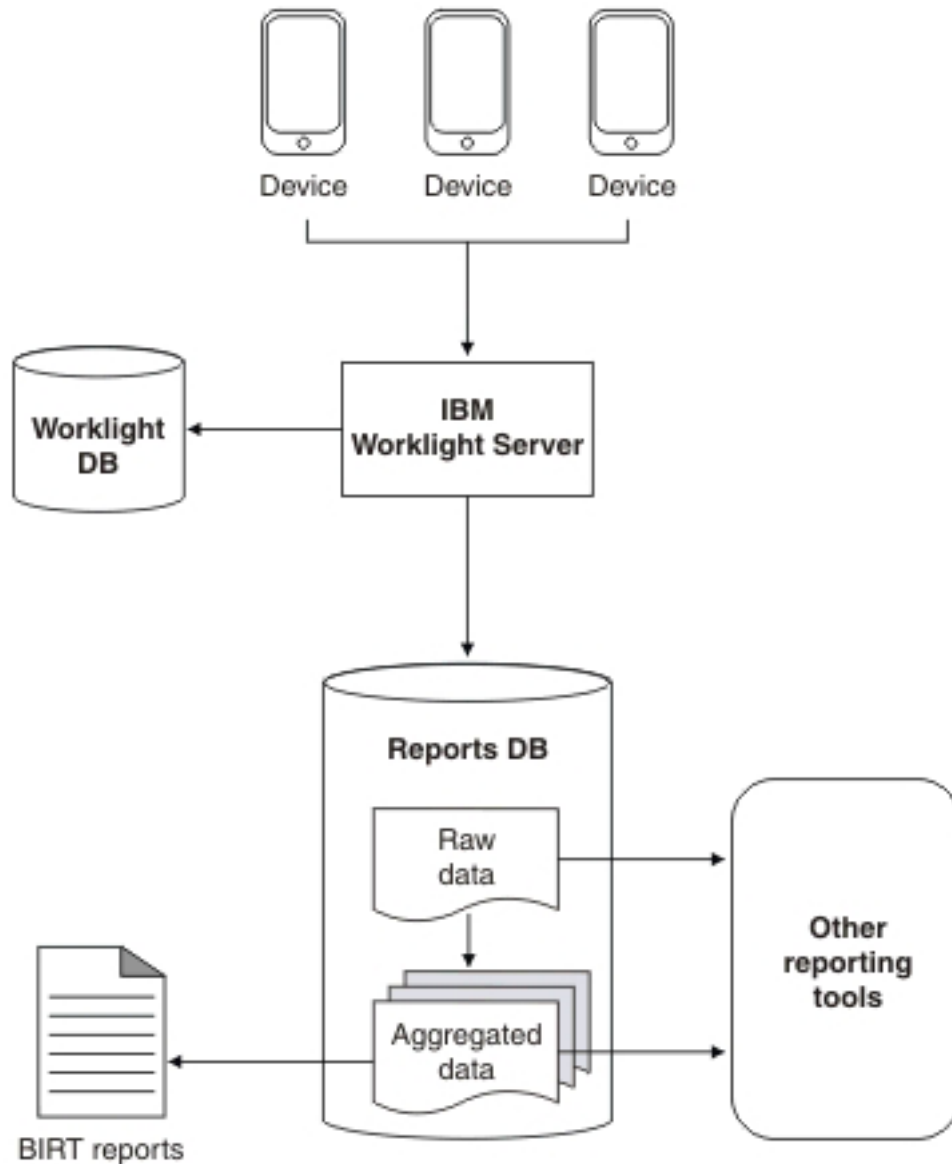 Device
Device
Device
IBM
Worklight Server
Worklight
DB
Reports DB
Raw
data
Other
reporting
tools
Aggregated
data
BIRT reports